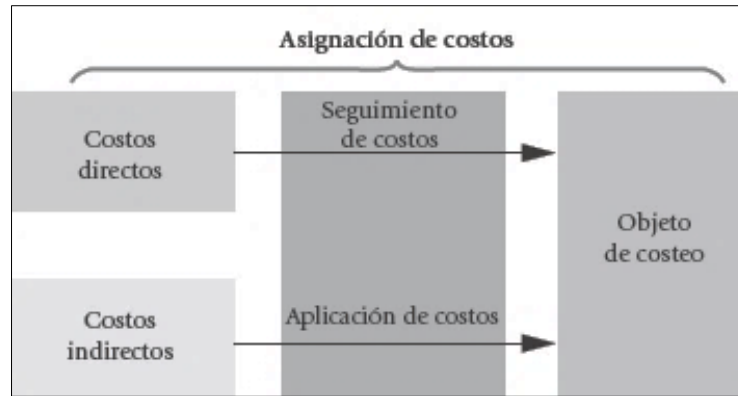 Asignación de costos
Costos
directos
Seguimiento
de costos
Objeto
de costeo
Costos
indirectos
Aplicación de costos